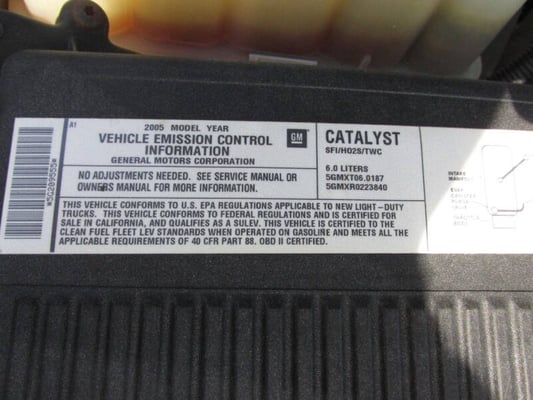 A1
2005 MODEL YEAR
VEHICLE EMISSION CONTROL
INFORMATION
GENERAL MOTORS CORPORATION
GM
CATALYST
SFI/HO2S/TWC
6.0 LITERS
5GMXT06.0187
5GMXR0223840
NO ADJUSTMENTS NEEDED. SEE SERVICE MANUAL OR
OWNERS MANUAL FOR MORE INFORMATION.
THIS VEHICLE CONFORMS TO U.S. EPA REGULATIONS APPLICABLE TO NEW LIGHT-DUTY
TRUCKS. THIS VEHICLE CONFORMS TO FEDERAL REGULATIONS AND IS CERTIFIED FOR
SALE IN CALIFORNIA, AND QUALIFIES AS A SULEV. THIS VEHICLE IS CERTIFIED TO
CLEAN FUEL FLEET LEV STANDARDS WHEN OPERATED ON GASOLINE AND MEETS ALL THE
APPLICABLE REQUIREMENTS OF 40 CFR PART 88. OBD II CERTIFIED.
INTAKE